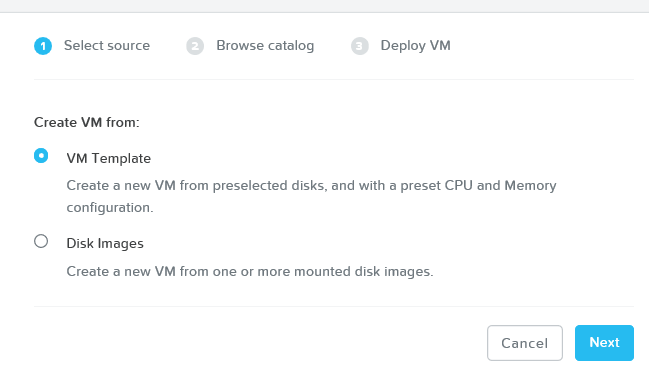 1 Select source 2 Browse catalog 3 Deploy VM
Create VM from:
VM Template
Create a new VM from preselected disks, and with a preset CPU and Memory
configuration.
Disk Images
Create a new VM from one or more mounted disk images.
Cancel Next